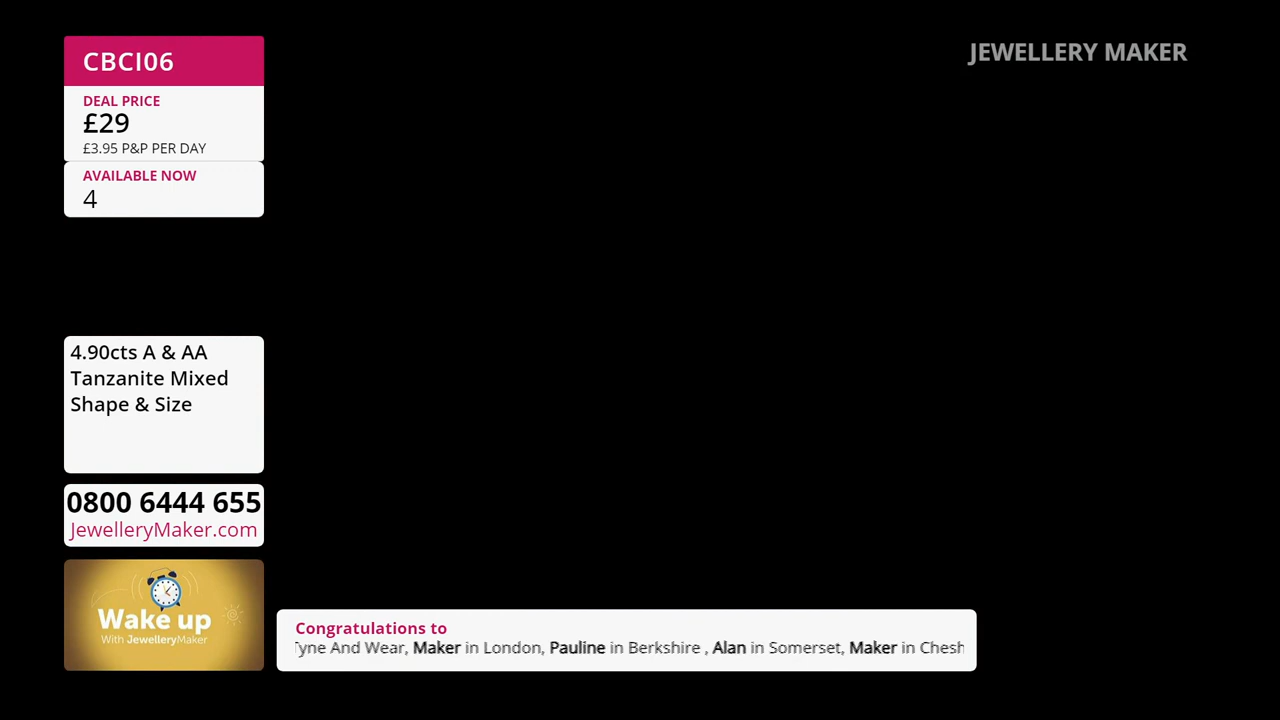 CBCI06
JEWELLERY MAKER
DEAL PRICE
£29
£3.95 P&P PER DAY
AVAILABLE NOW
4
4.90cts A & AA
Tanzanite Mixed
Shape & Size
0800 6444 655
JewelleryMaker.com
Wake up
With JewelleryMaker
Congratulations to
Tyne And Wear, Maker in London, Pauline in Berkshire , Alan in Somerset, Maker in Chesh